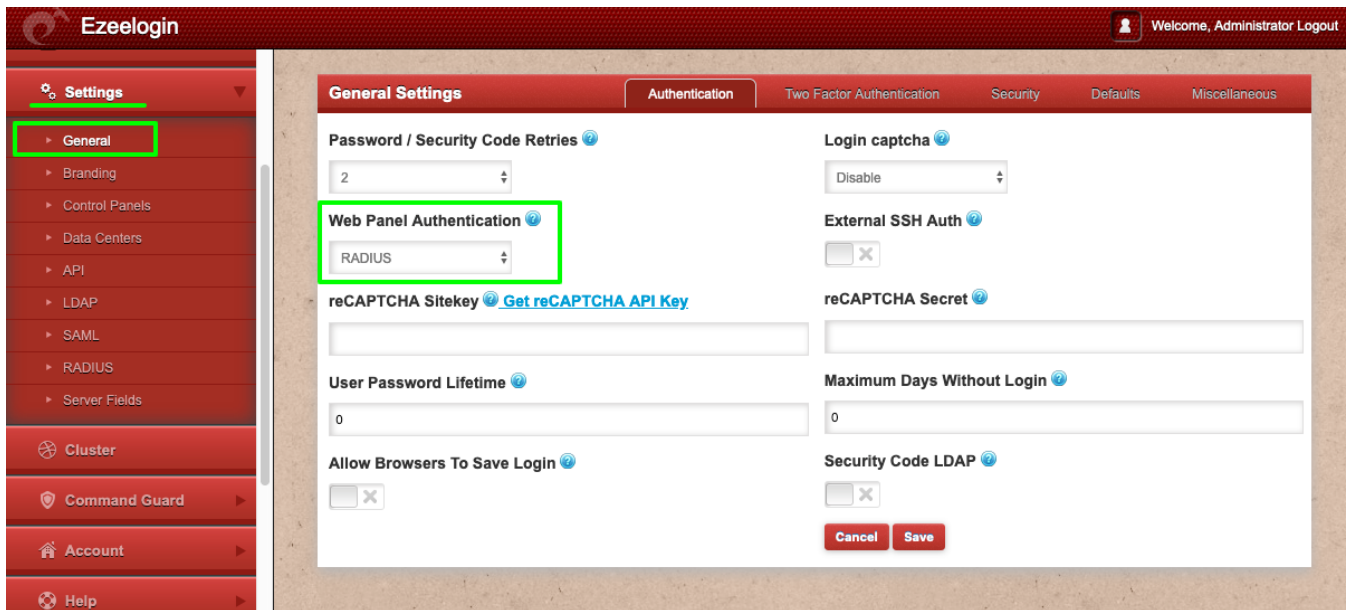 Ezeelogin
Welcome, Administrator Logout
Settings
General
Branding
Control Panels
Data Centers
API
LDAP
SAML
RADIUS
Server Fields
Cluster
Command Guard
Account
Help
General Settings
Authentication
Two Factor Authentication
Security
Defaults
Miscellaneous
Password / Security Code Retries
Login captcha
2
Disable
Web Panel Authentication
External SSH Auth
RADIUS
reCAPTCHA Sitekey Get reCAPTCHA API Key
reCAPTCHA Secret
User Password Lifetime
Maximum Days Without Login
0
0
Allow Browsers To Save Login
Security Code LDAP
Cancel
Save